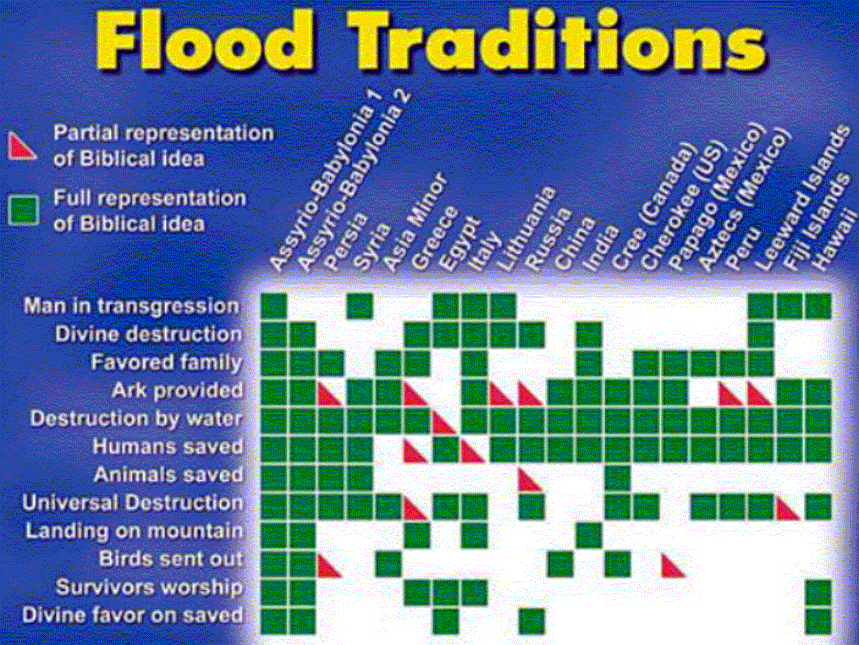 Flood Traditions
Partial representation
of Biblical idea
Full representation
of Biblical idea
Assyrio-Babylonia 1
Assyrio-Babylonia 2
Persia
Syria
Asia Minor
Greece
Egypt
Italy
Lithuania
Russia
China
India
Cree (Canada)
Cherokee (US)
Papago (Mexico)
Aztecs (Mexico)
Peru
Leeward Islands
Fiji Islands
Hawaii
Man in transgression
Divine destruction
Favored family
Ark provided
Destruction by water
Humans saved
Animals saved
Universal Destruction
Landing on mountain
Birds sent out
Survivors worship
Divine favor on saved